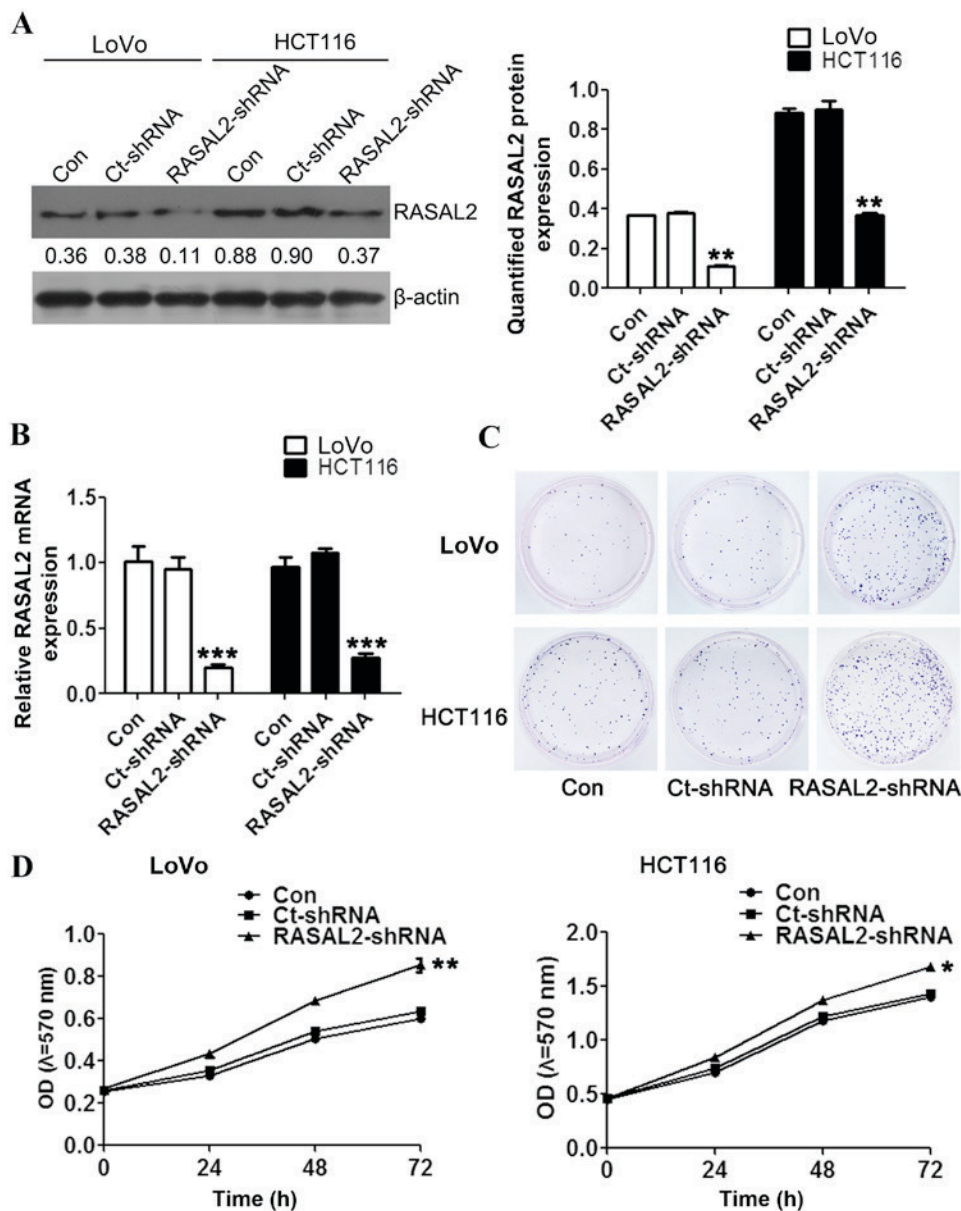 A
LoVo HCT116
Con Ct-shRNA RASAL2-shRNA Con Ct-shRNA RASAL2-shRNA
RASAL2
0.36 0.38 0.11 0.88 0.90 0.37
β-actin
LoVo
HCT116
Quantified RASAL2 protein
expression
1.0
0.8
0.6
0.4
0.2
0.0
**
**
Con Ct-shRNA RASAL2-shRNA Con Ct-shRNA RASAL2-shRNA
B
LoVo
HCT116
Relative RASAL2 mRNA
expression
1.5
1.0
0.5
0.0
***
***
Con Ct-shRNA RASAL2-shRNA Con Ct-shRNA RASAL2-shRNA
C
LoVo
HCT116
Con Ct-shRNA RASAL2-shRNA
D
LoVo
Con
Ct-shRNA
RASAL2-shRNA
OD (Λ=570 nm)
1.0
0.8
0.6
0.4
0.2
0.0
**
0 24 48 72
Time (h)
HCT116
Con
Ct-shRNA
RASAL2-shRNA
OD (Λ=570 nm)
2.0
1.5
1.0
0.5
0.0
*
0 24 48 72
Time (h)